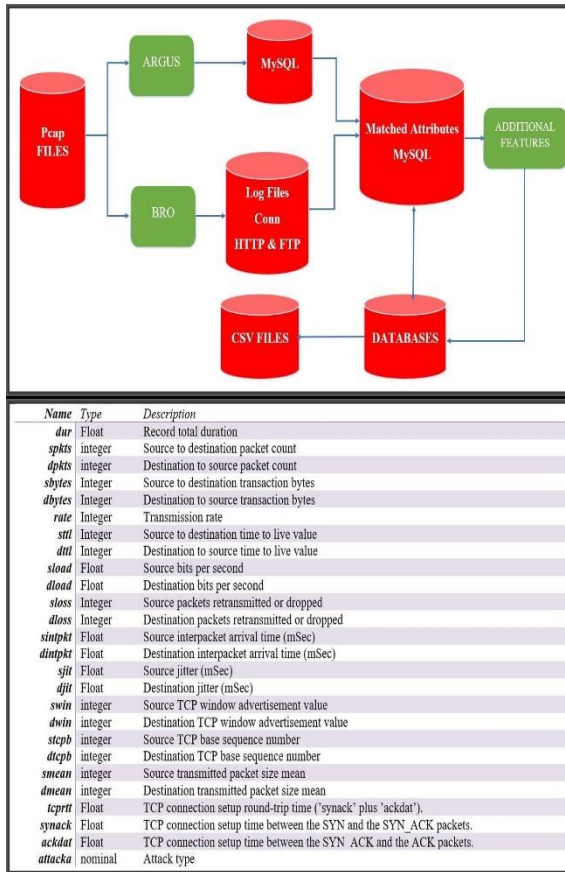 ARGUS
MySQL
Pcap
FILES
Matched Attributes
MySQL
ADDITIONAL
FEATURES
BRO
Log Files
Conn
HTTP & FTP
CSV FILES
DATABASES
Name Type Description
dur Float Record total duration
spkts integer Source to destination packet count
dpkts integer Destination to source packet count
sbytes Integer Source to destination transaction bytes
dbytes Integer Destination to source transaction bytes
rate Integer Transmission rate
sttl Integer Source to destination time to live value
dttl Integer Destination to source time to live value
sload Float Source bits per second
dload Float Destination bits per second
sloss Integer Source packets retransmitted or dropped
dloss Integer Destination packets retransmitted or dropped
sintpkt Float Source interpacket arrival time (mSec)
dintpkt Float Destination interpacket arrival time (mSec)
sjit Float Source jitter (mSec)
djit Float Destination jitter (mSec)
swin integer Source TCP window advertisement value
dwin integer Destination TCP window advertisement value
stcpb integer Source TCP base sequence number
dtcpb integer Destination TCP base sequence number
smean integer Source transmitted packet size mean
dmean integer Destination transmitted packet size mean
tcprtt Float TCP connection setup round-trip time ('synack' plus 'ackdat').
synack Float TCP connection setup time between the SYN and the SYN_ACK packets.
ackdat Float TCP connection setup time between the SYN_ACK and the ACK packets.
attacka nominal Attack type